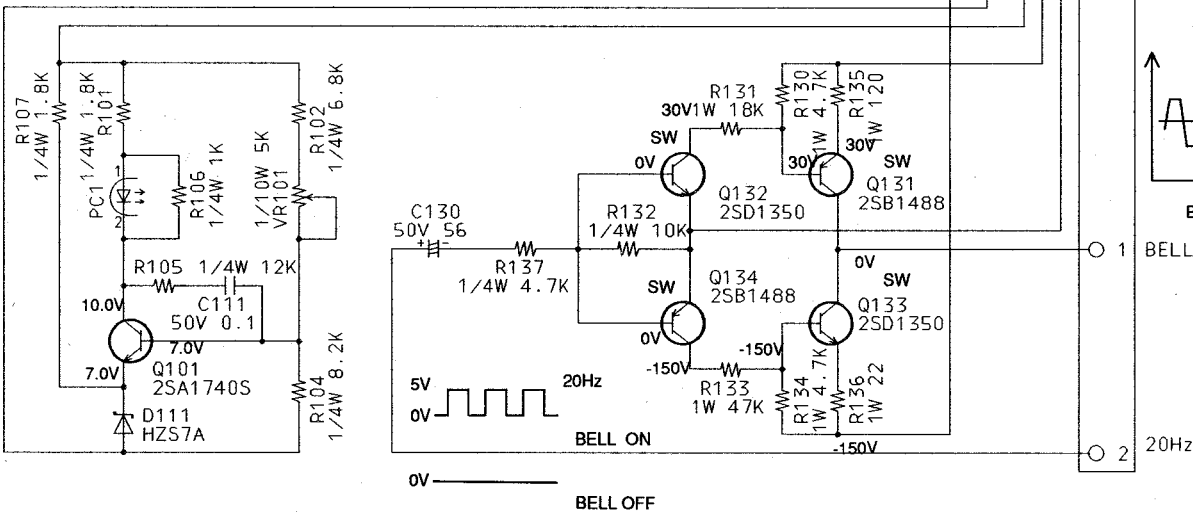 R107
1/4W 1.8K
1/4W 1.8K
R101
R102
1/4W 6.8K
1
PC1
2
R106
1/4W 1K
1/10W 5K
VR101
R105
1/4W 12K
C111
50V 0.1
10.0V
7.0V
7.0V
Q101
2SA1740S
D111
HZS7A
R104
1/4W 8.2K
C130
50V 56
+
-
R137
1/4W 4.7K
R132
1/4W 10K
R131
30V 1W 18K
SW
0V
Q132
2SD1350
R130
1W 4.7K
R135
1W 120
30V
30V
SW
Q131
2SB1488
SW
0V
Q134
2SB1488
-150V
R133
1W 47K
-150V
R134
1W 4.7K
R136
1W 22
0V
SW
Q133
2SD1350
-150V
5V
0V
20Hz
BELL ON
0V
BELL OFF
1 BELL
2 20Hz